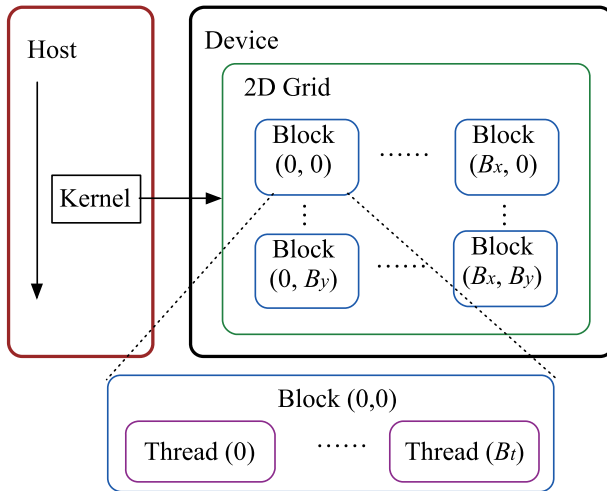 Host
Kernel
Device
2D Grid
Block
(0, 0)
......
Block
(Bx, 0)
Block
(0, By)
......
Block
(Bx, By)
Block (0,0)
Thread (0)
......
Thread (Bt)